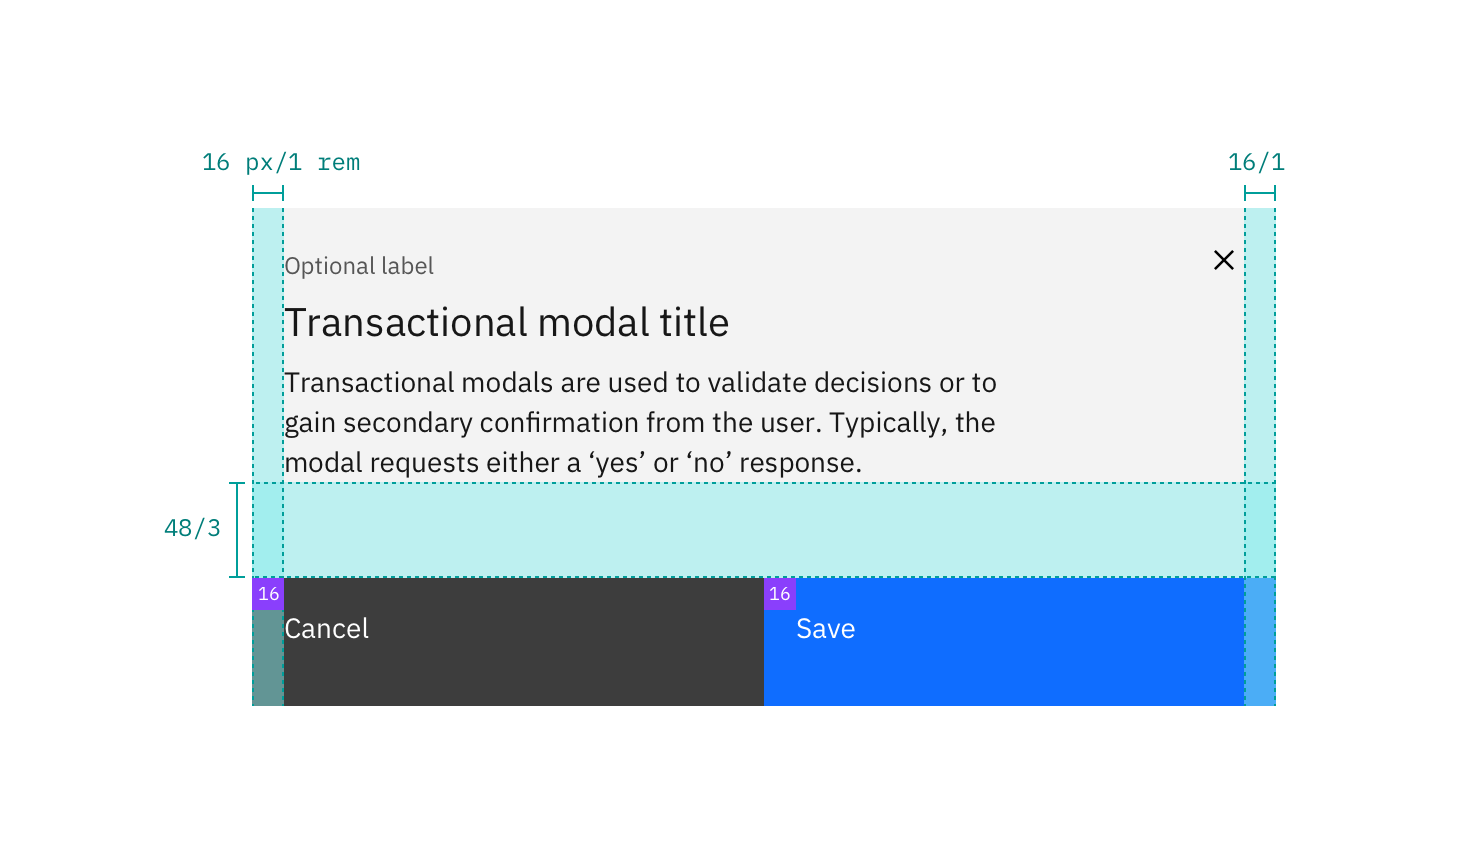 16 px/1 rem
16/1
Optional label
Transactional modal title
Transactional modals are used to validate decisions or to
gain secondary confirmation from the user. Typically, the
modal requests either a ‘yes’ or ‘no’ response.
48/3
16
16
Cancel
Save